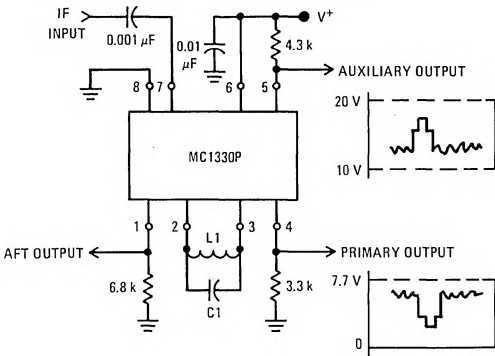 IF
INPUT
0.001 µF
0.01
µF
V+
4.3 k
AUXILIARY OUTPUT
8
7
6
5
20 V
10 V
MC1330P
1
2
3
4
L1
AFT OUTPUT
PRIMARY OUTPUT
6.8 k
C1
3.3 k
7.7 V
0